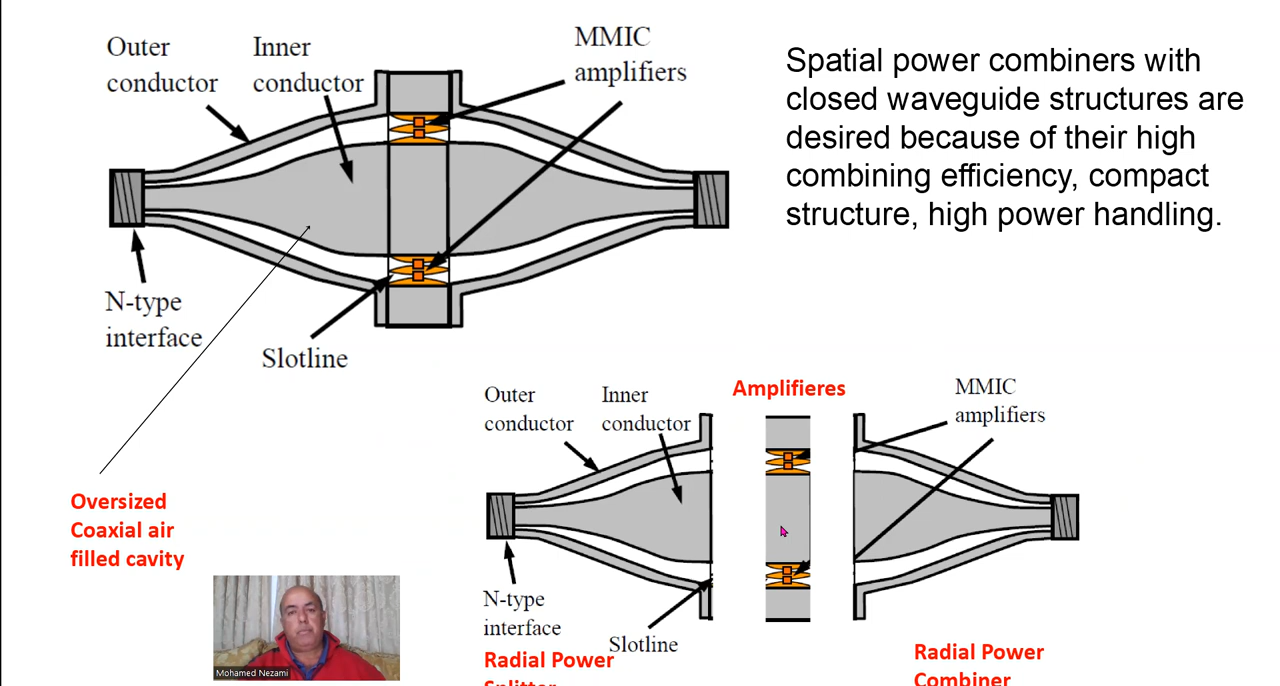 Outer
conductor
Inner
conductor
MMIC
amplifiers
Spatial power combiners with
closed waveguide structures are
desired because of their high
combining efficiency, compact
structure, high power handling.
N-type
interface
Slotline
Oversized
Coaxial air
filled cavity
Amplifieres
Outer
conductor
Inner
conductor
MMIC
amplifiers
N-type
interface
Slotline
Radial Power
Splitter
Radial Power
Combiner
Mohamed Nezami